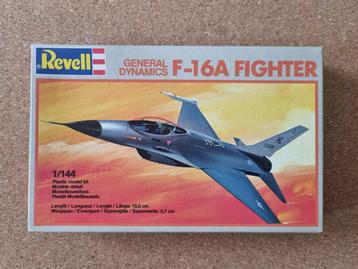 Revell
GENERAL
DYNAMICS
F-16A FIGHTER
1/144
Plastic model kit
Modèle réduit
Modelbouwdoos
Plastik Modellbausatz
Length / Longueur / Lengte / Länge: 10,0 cm
Wingspan / Envergure / Spanwijdte / Spannweite: 6,7 cm